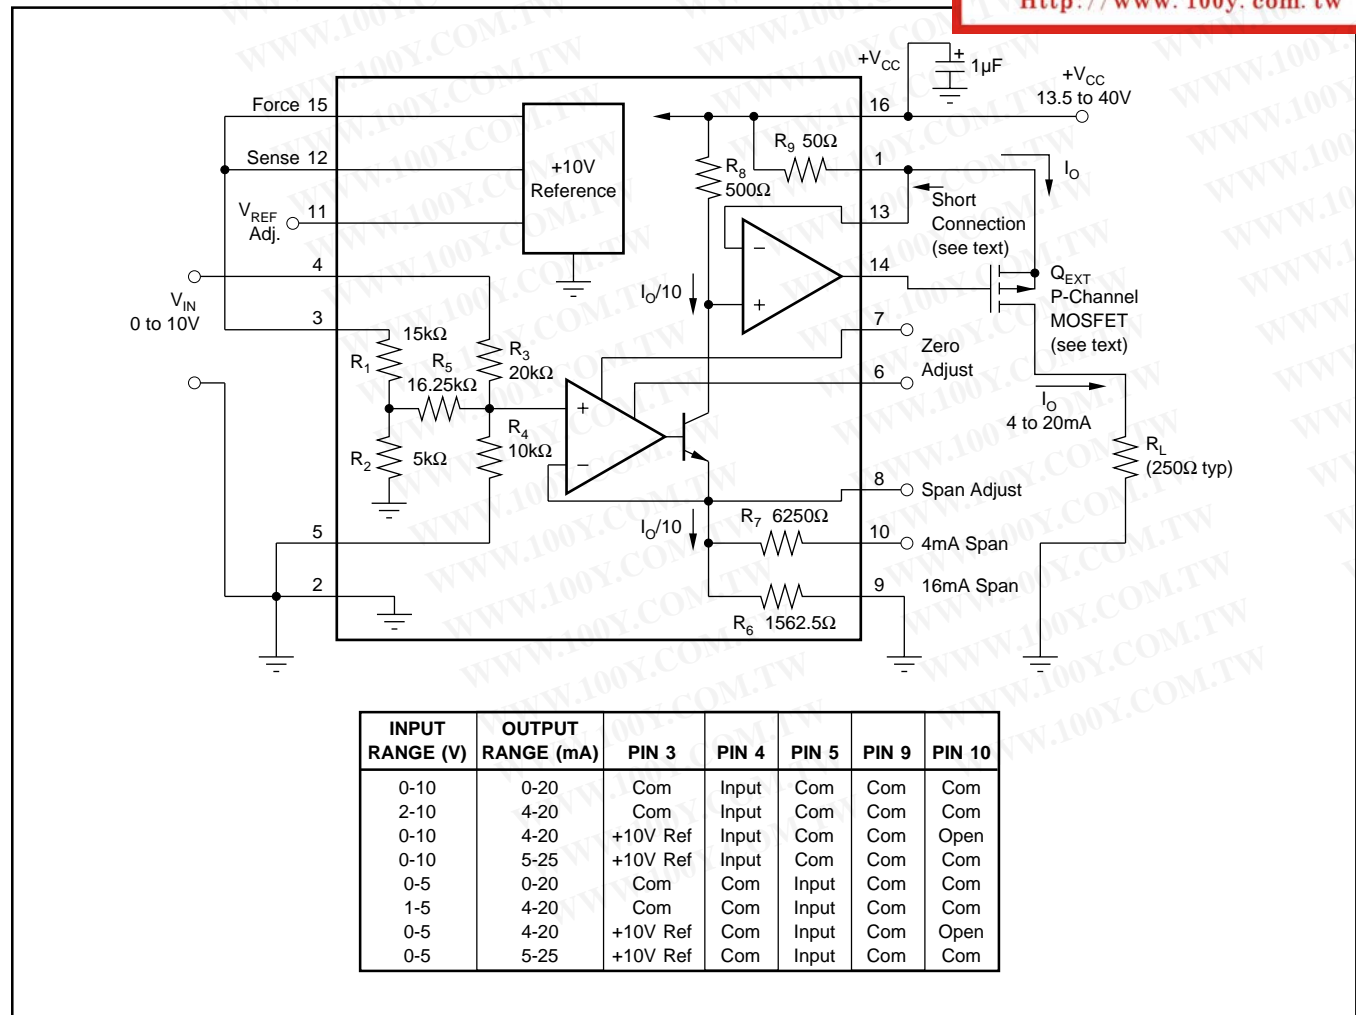 Http://www.100y.com.tw
WWW.100Y.COM.TW
+VCC
+
1µF
+VCC
13.5 to 40V
Force 15
16
Sense 12
+10V
Reference
R9 50Ω
1
R8
500Ω
IO
VREF
Adj.
11
13
Short
Connection
(see text)
4
14
–
+
IO/10
QEXT
P-Channel
MOSFET
(see text)
VIN
0 to 10V
3
15kΩ
R1
R5
16.25kΩ
R3
20kΩ
7
Zero
Adjust
6
IO
4 to 20mA
R2
5kΩ
R4
10kΩ
+
–
RL
(250Ω typ)
8
Span Adjust
5
IO/10
R7 6250Ω
10
4mA Span
2
9
16mA Span
R6 1562.5Ω
INPUT RANGE (V) OUTPUT RANGE (mA) PIN 3 PIN 4 PIN 5 PIN 9 PIN 10
0-10 0-20 Com Input Com Com Com
2-10 4-20 Com Input Com Com Com
0-10 4-20 +10V Ref Input Com Com Open
0-10 5-25 +10V Ref Input Com Com Com
0-5 0-20 Com Com Input Com Com
1-5 4-20 Com Com Input Com Com
0-5 4-20 +10V Ref Com Input Com Open
0-5 5-25 +10V Ref Com Input Com Com